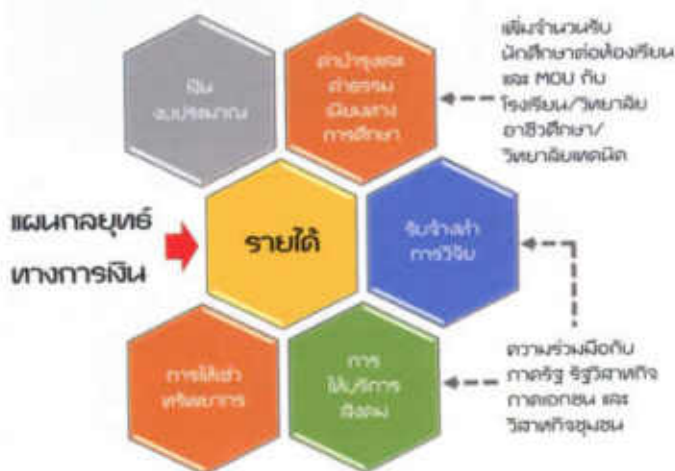 เงิน
งบประมาณ
ค่าบำรุงและ
ค่าธรรม
เนียมทาง
การศึกษา
เพิ่มจำนวนรับ
นักศึกษาต่อห้องเรียน
และ MOU กับ
โรงเรียน/วิทยาลัย
อาชีวศึกษา/
วิทยาลัยเทคนิค
แผนกลยุทธ์
ทางการเงิน
รายได้
รับจ้างทำ
การวิจัย
การให้เช่า
ทรัพยากร
การ
ให้บริการ
สังคม
ความร่วมมือกับ
ภาครัฐ รัฐวิสาหกิจ
ภาคเอกชน และ
วิสาหกิจชุมชน